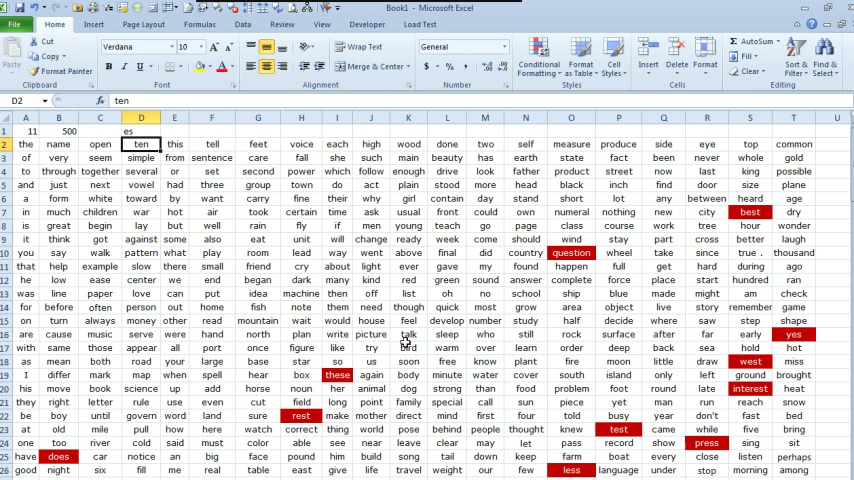 Book1 - Microsoft Excel
File Home Insert Page Layout Formulas Data Review View Developer Load Test
Cut Verdana 10 Wrap Text General AutoSum
Copy Fill
Paste Format Painter Merge & Center Conditional Formatting Format as Table Cell Styles Insert Delete Format Clear Sort & Filter Find & Select
Clipboard Font Alignment Number Styles Cells Editing
D2 fx ten
A B C D E F G H I J K L M N O P Q R S T U
1 11 500 es
2 the name open ten this tell feet voice each high wood done two self measure produce side eye top common
3 of very seem simple from sentence care fall she such main beauty has earth state fact been never whole gold
4 to through together several or set second power which follow enough drive look father product street now last king possible
5 and just next vowel had three group town do act plain stood more head black inch find door size plane
6 a form white toward by want carry fine their why girl contain day stand short lot any between heard age
7 in much children war hot air took certain time ask usual front could own numeral nothing new city best dry
8 is great begin lay but well rain fly if men young teach go page class course work tree hour wonder
9 it think got against some also eat unit will change ready week come should wind stay part cross better laugh
10 you say walk pattern what play room lead way went above final did country question wheel take since true . thousand
11 that help example slow there small friend cry about light ever gave my found happen full get hard during ago
12 he low ease center we end began dark many kind red green sound answer complete force place start hundred ran
13 was line paper love can put idea machine then off list oh no school ship blue made might am check
14 for before often person out home fish note them need though quick most grow area object live story remember game
15 on turn always money other read mountain wait would house feel develop number study half decide where saw step shape
16 are cause music serve were hand north plan write picture talk sleep who still rock surface after far early yes
17 with same those appear all port once figure like try bird warm over learn order deep back sea hold hot
18 as mean both road your large base star so us soon free know plant fire moon little draw west miss
19 I differ mark map when spell hear box these again body minute water cover south island only left ground brought
20 his move book science up add horse noun her animal dog strong than food problem foot round late interest heat
21 they right letter rule use even cut field long point family special call sun piece yet man run reach snow
22 be boy until govern word land sure rest make mother direct mind first four told busy year don't fast bed
23 at old mile pull how here watch correct thing world pose behind people thought knew test came while five bring
24 one too river cold said must color able see near leave clear may let pass record show press sing sit
25 have does car notice an big face pound him build song tail down keep farm boat every close listen perhaps
26 good night six fill me real table east give life travel weight our few less language under stop morning among